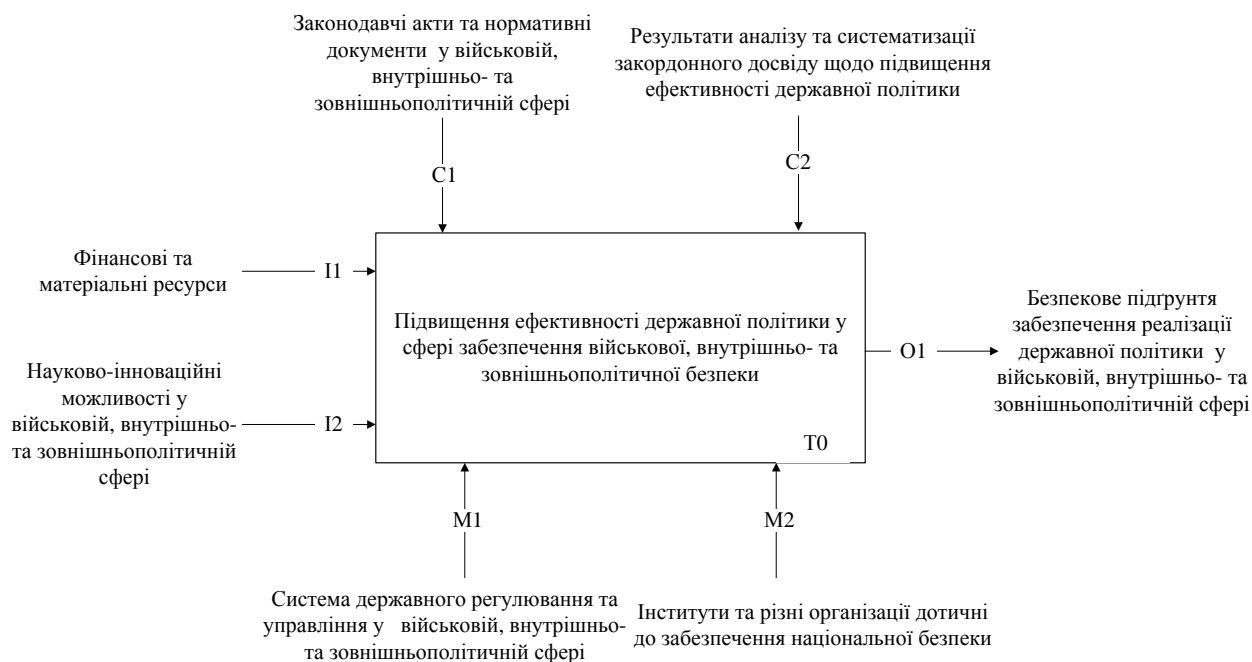 Законодавчі акти та нормативні
документи у військовій,
внутрішньо- та
зовнішньополітичній сфері
Результати аналізу та систематизації
закордонного досвіду щодо підвищення
ефективності державної політики
C1
C2
Фінансові та
матеріальні ресурси
I1
Науково-інноваційні
можливості у
військовій, внутрішньо-
та зовнішньополітичній
сфері
I2
Підвищення ефективності державної політики у
сфері забезпечення військової, внутрішньо- та
зовнішньополітичної безпеки
T0
O1
Безпекове підґрунтя
забезпечення реалізації
державної політики у
військовій, внутрішньо- та
зовнішньополітичній сфері
M1
M2
Система державного регулювання та
управління у військовій, внутрішньо-
та зовнішньополітичній сфері
Інститути та різні організації дотичні
до забезпечення національної безпеки